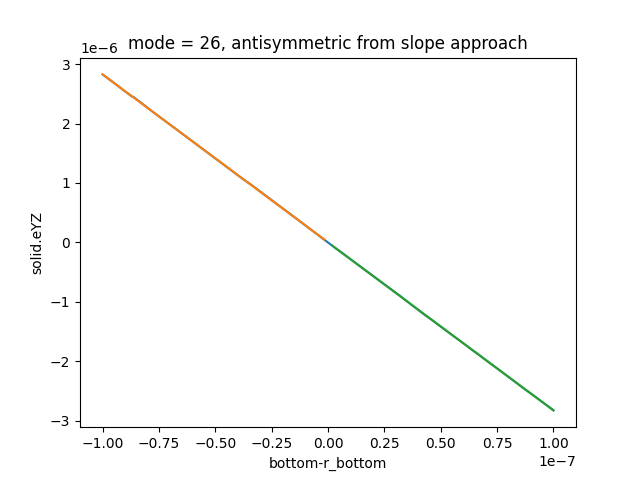 mode = 26, antisymmetric from slope approach
1e−6
3
2
1
0
−1
−2
−3
solid.eYZ
−1.00 −0.75 −0.50 −0.25 0.00 0.25 0.50 0.75 1.00
1e−7
bottom-r_bottom